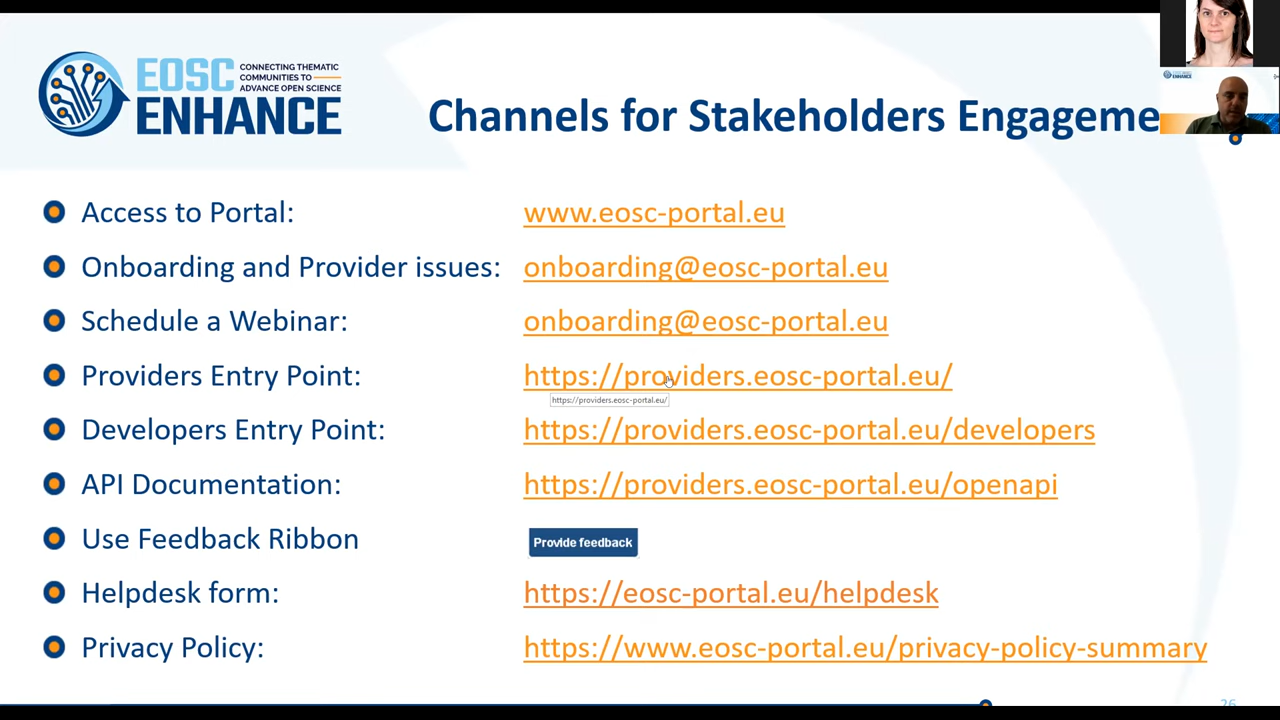 EOSC
ENHANCE
CONNECTING THEMATIC
COMMUNITIES TO
ADVANCE OPEN SCIENCE
Channels for Stakeholders Engageme
Access to Portal: www.eosc-portal.eu
Onboarding and Provider issues: onboarding@eosc-portal.eu
Schedule a Webinar: onboarding@eosc-portal.eu
Providers Entry Point: https://providers.eosc-portal.eu/
https://providers.eosc-portal.eu/
Developers Entry Point: https://providers.eosc-portal.eu/developers
API Documentation: https://providers.eosc-portal.eu/openapi
Use Feedback Ribbon Provide feedback
Helpdesk form: https://eosc-portal.eu/helpdesk
Privacy Policy: https://www.eosc-portal.eu/privacy-policy-summary
26